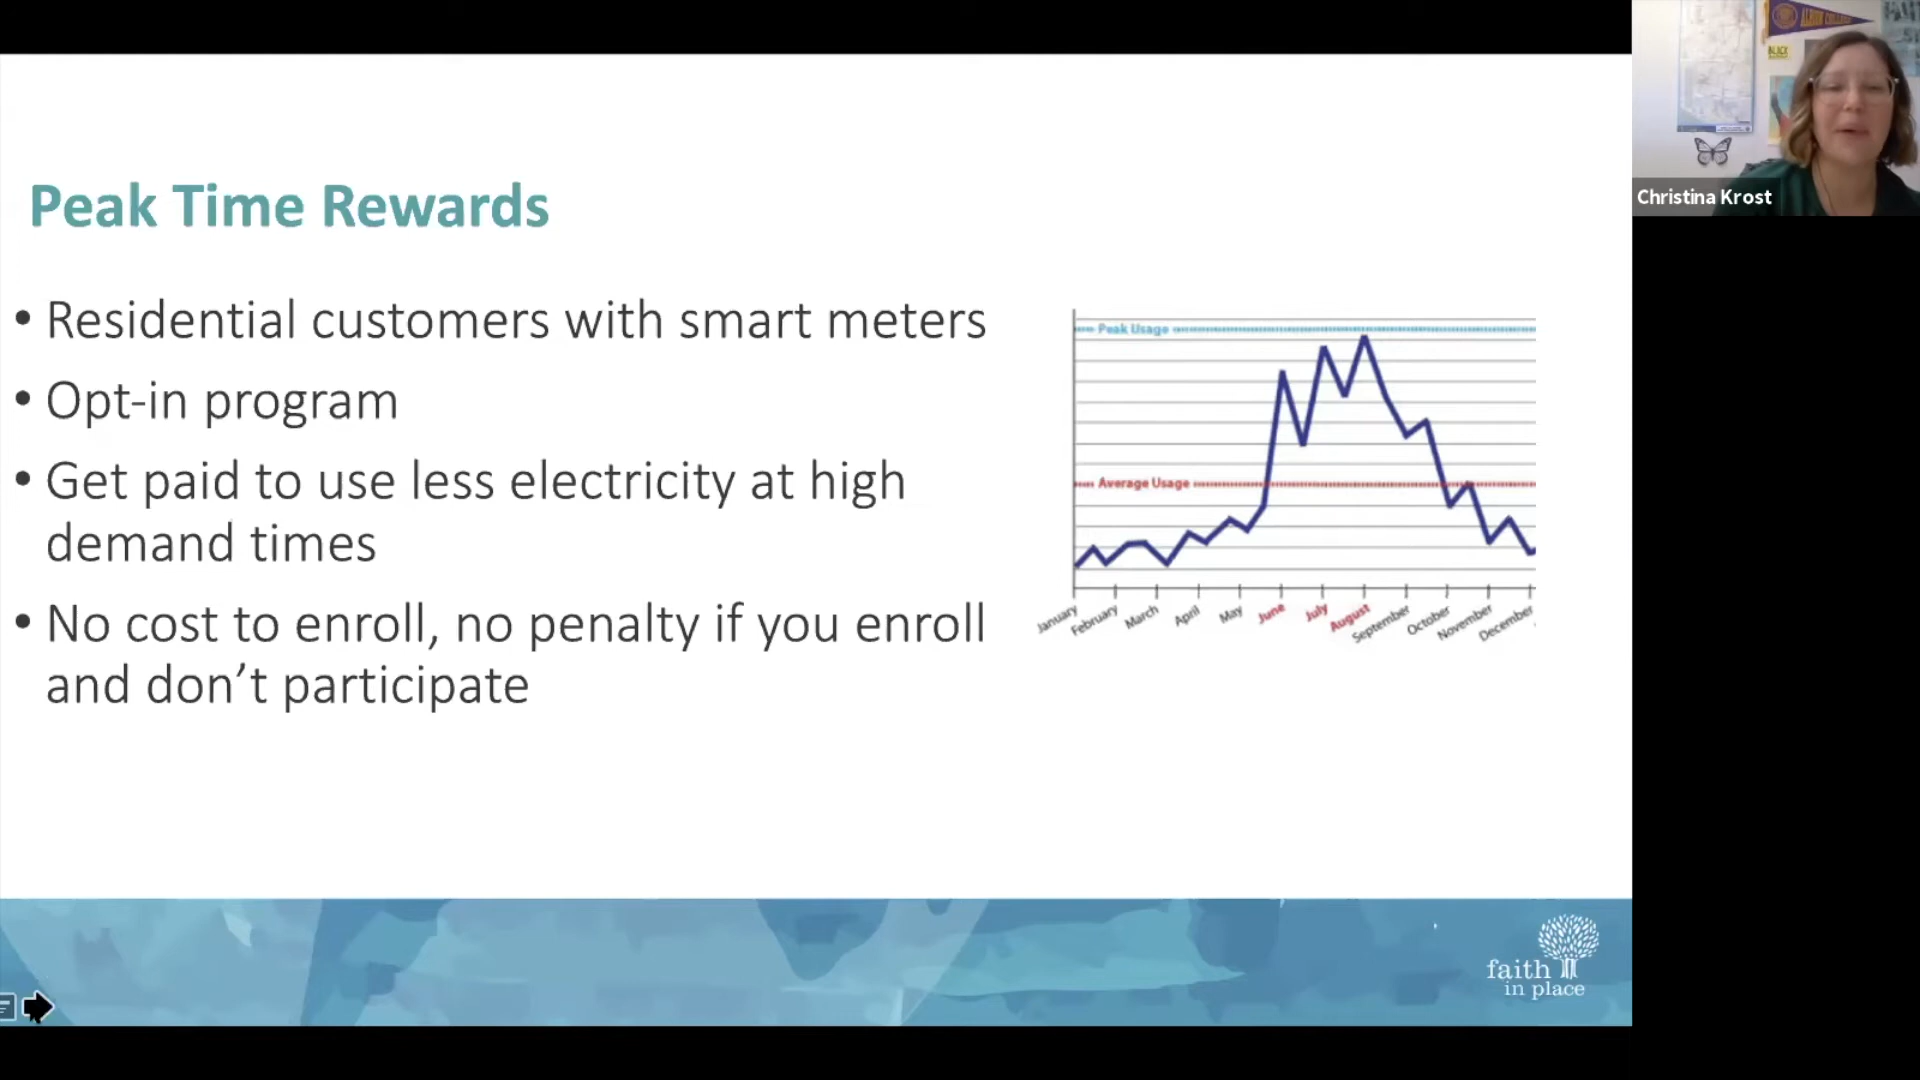 ALBION COLLEGE
Christina Krost
Peak Time Rewards
• Residential customers with smart meters
• Opt-in program
• Get paid to use less electricity at high
demand times
• No cost to enroll, no penalty if you enroll
and don’t participate
Peak Usage
Average Usage
January
February
March
April
May
June
July
August
September
October
November
December
faith
in place